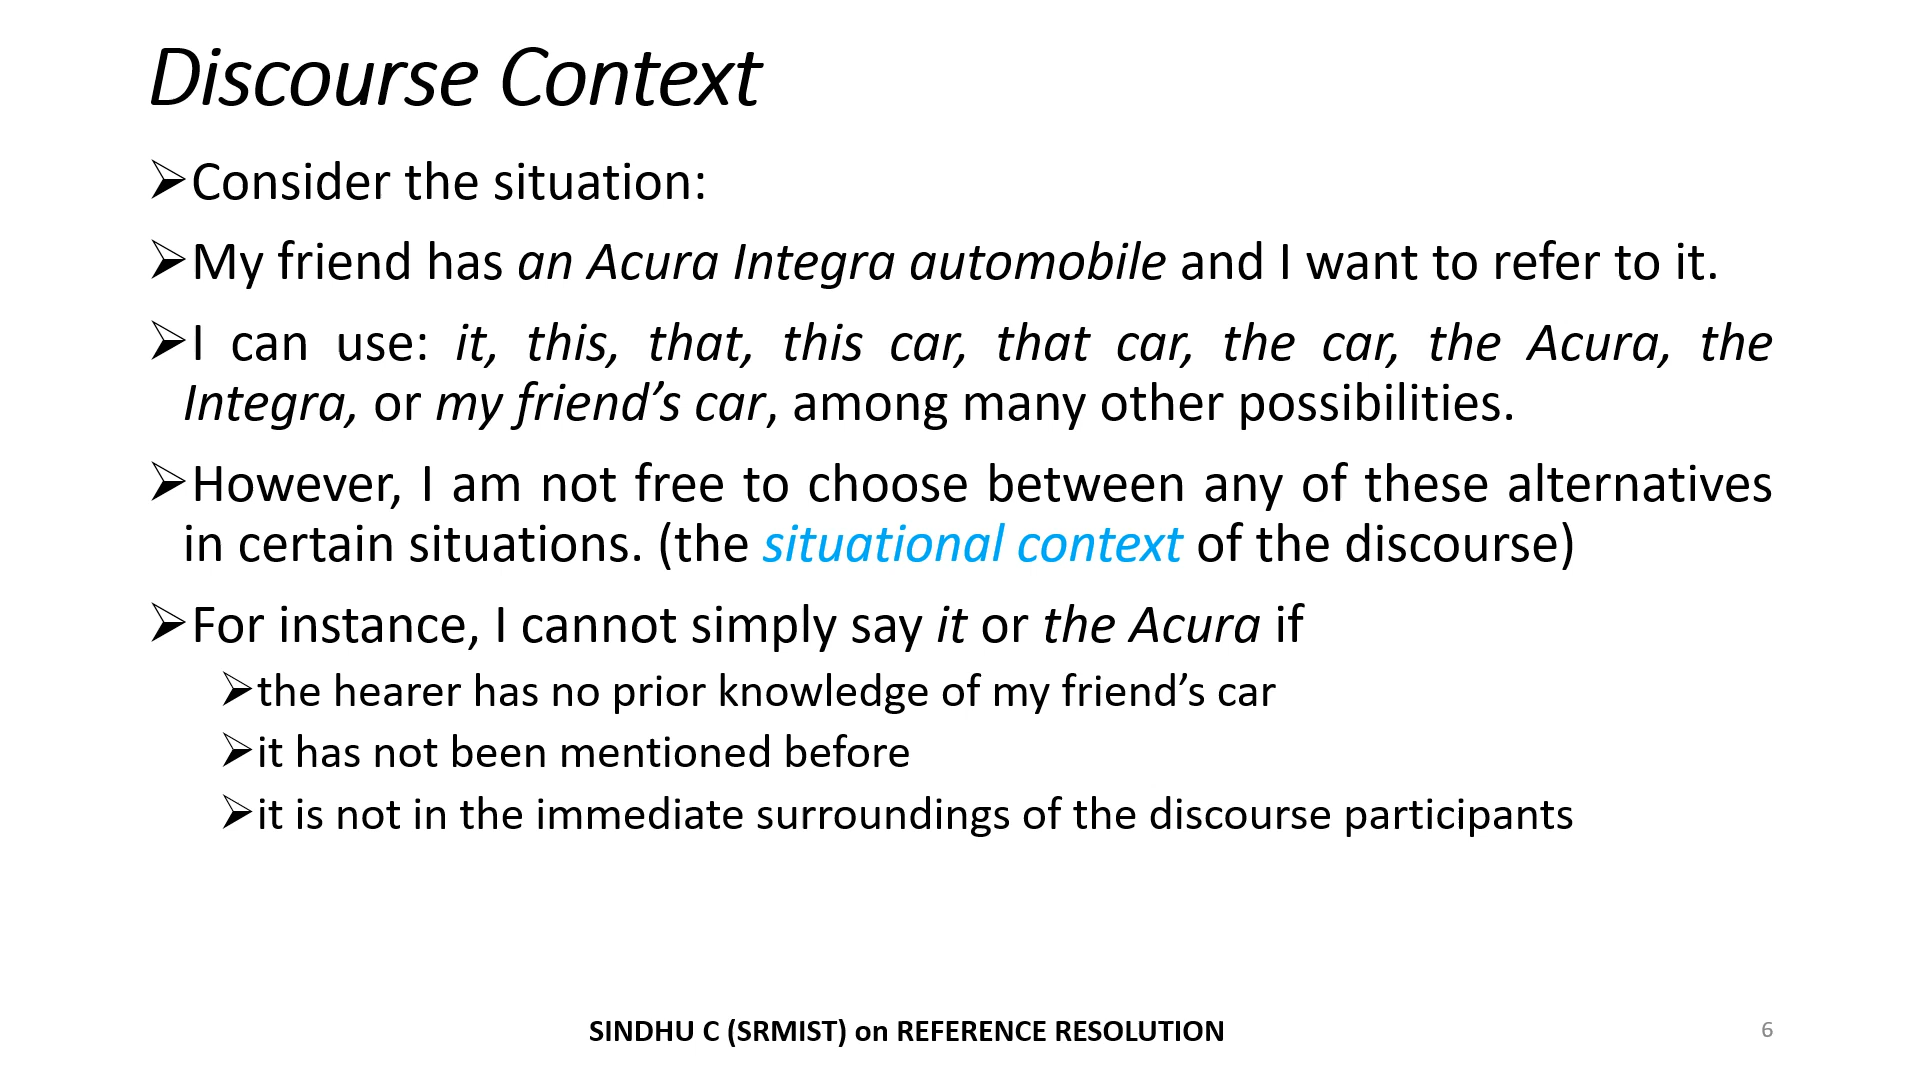 Discourse Context
➢Consider the situation:
➢My friend has an Acura Integra automobile and I want to refer to it.
➢I can use: it, this, that, this car, that car, the car, the Acura, the
Integra, or my friend’s car, among many other possibilities.
➢However, I am not free to choose between any of these alternatives
in certain situations. (the situational context of the discourse)
➢For instance, I cannot simply say it or the Acura if
➢the hearer has no prior knowledge of my friend’s car
➢it has not been mentioned before
➢it is not in the immediate surroundings of the discourse participants
SINDHU C (SRMIST) on REFERENCE RESOLUTION
6